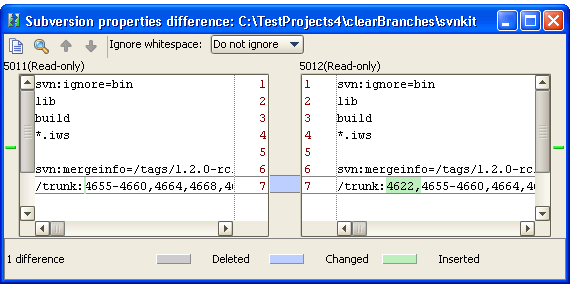 Subversion properties difference: C:\TestProjects4\clearBranches\svnkit
Ignore whitespace: Do not ignore
5011(Read-only) 5012(Read-only)
svn:ignore=bin 1 1 svn:ignore=bin
lib 2 2 lib
build 3 3 build
*.iws 4 4 *.iws
5 5
svn:mergeinfo=/tags/1.2.0-rc 6 6 svn:mergeinfo=/tags/1.2.0-rc
/trunk:4655-4660,4664,4668,46 7 7 /trunk:4622,4655-4660,4664,46
1 difference Deleted Changed Inserted